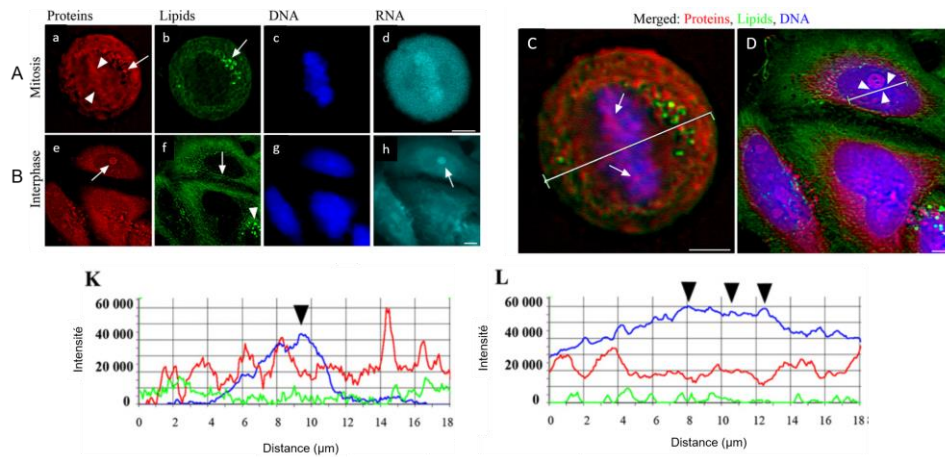 Proteins Lipids DNA RNA
Merged: Proteins, Lipids, DNA
A
Mitosis
a
b
c
d
B
Interphase
e
f
g
h
C
D
K
Intensité
60 000
40 000
20 000
0
0 2 4 6 8 10 12 14 16 18
Distance (µm)
L
Intensité
60 000
40 000
20 000
0
0 2 4 6 8 10 12 14 16 18
Distance (µm)